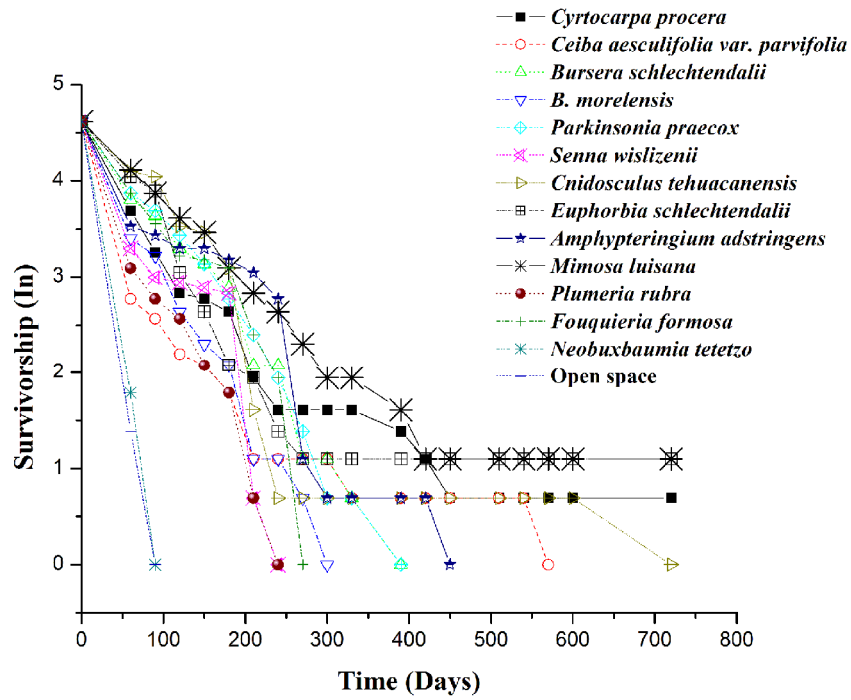 Cyrtocarpa procera
Ceiba aesculifolia var. parvifolia
Bursera schlechtendalii
B. morelensis
Parkinsonia praecox
Senna wislizenii
Cnidosculus tehuacanensis
Euphorbia schlechtendalii
Amphypteringium adstringens
Mimosa luisana
Plumeria rubra
Fouquieria formosa
Neobuxbaumia tetetzo
Open space
Survivorship (In)
5
4
3
2
1
0
0 100 200 300 400 500 600 700 800
Time (Days)